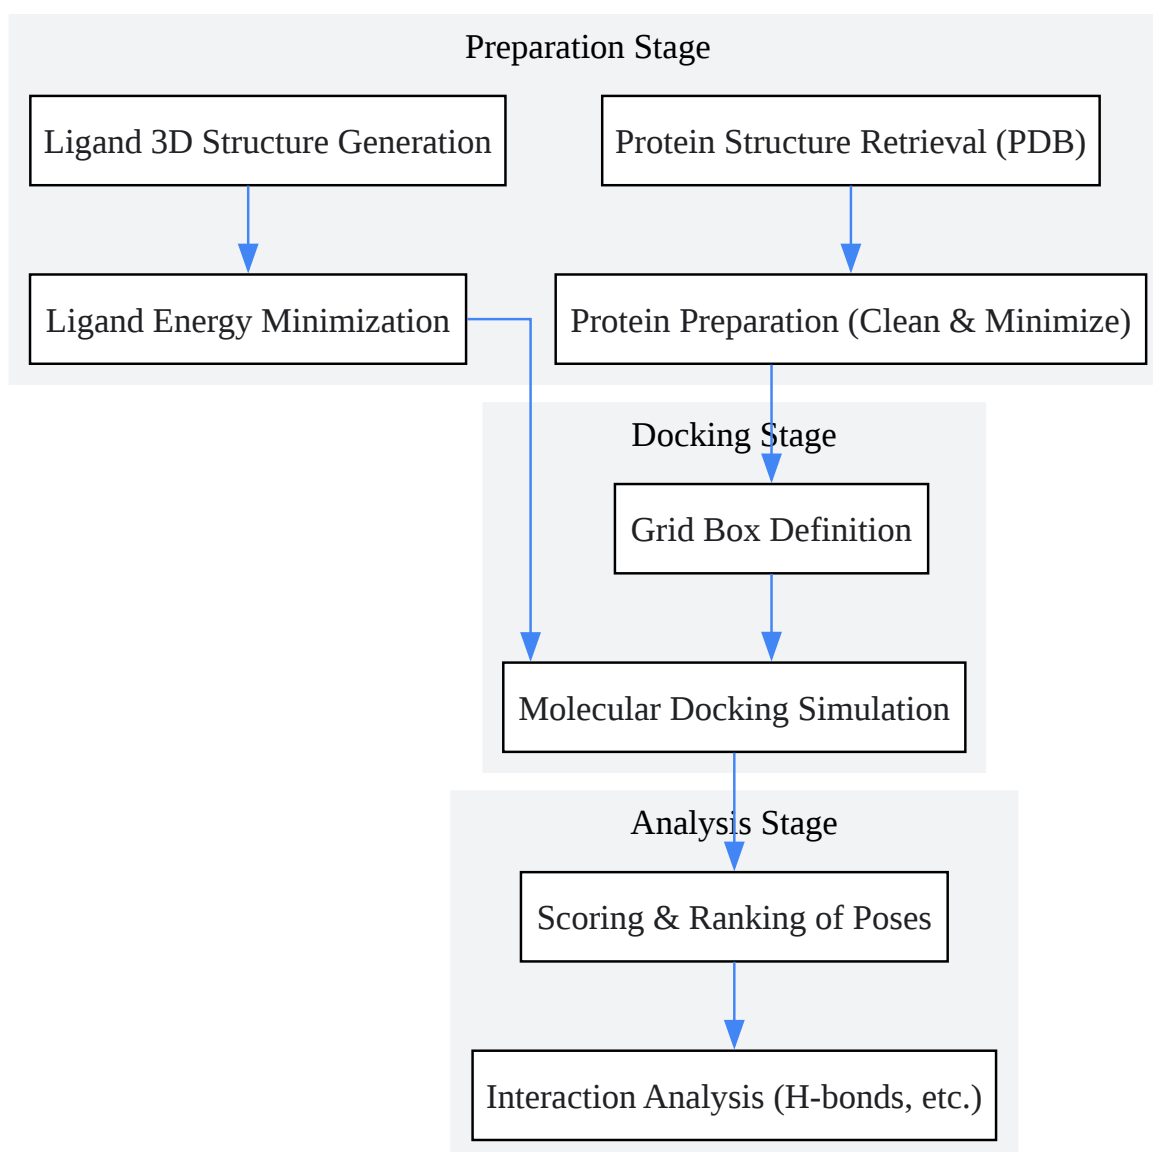 Preparation Stage
Ligand 3D Structure Generation
Protein Structure Retrieval (PDB)
Ligand Energy Minimization
Protein Preparation (Clean & Minimize)
Docking Stage
Grid Box Definition
Molecular Docking Simulation
Analysis Stage
Scoring & Ranking of Poses
Interaction Analysis (H-bonds, etc.)